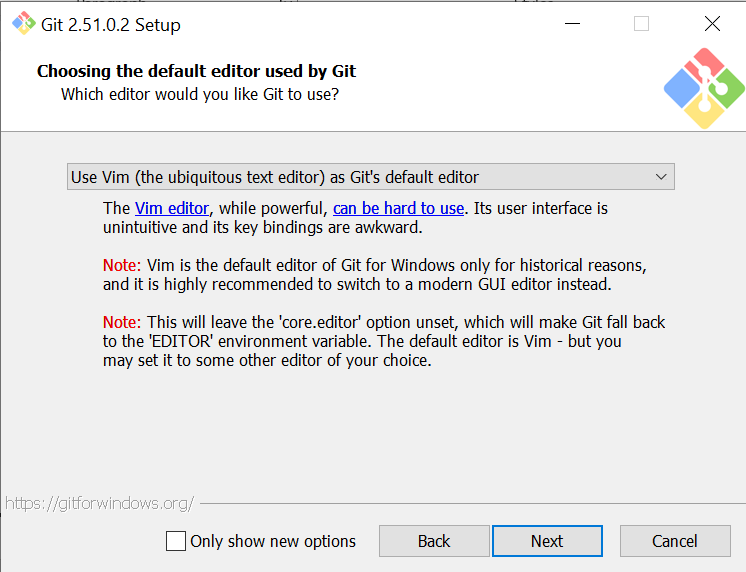 Git 2.51.0.2 Setup
Choosing the default editor used by Git
Which editor would you like Git to use?
Use Vim (the ubiquitous text editor) as Git's default editor
The Vim editor, while powerful, can be hard to use. Its user interface is
unintuitive and its key bindings are awkward.
Note: Vim is the default editor of Git for Windows only for historical reasons,
and it is highly recommended to switch to a modern GUI editor instead.
Note: This will leave the 'core.editor' option unset, which will make Git fall back
to the 'EDITOR' environment variable. The default editor is Vim - but you
may set it to some other editor of your choice.
https://gitforwindows.org/
Only show new options
Back
Next
Cancel